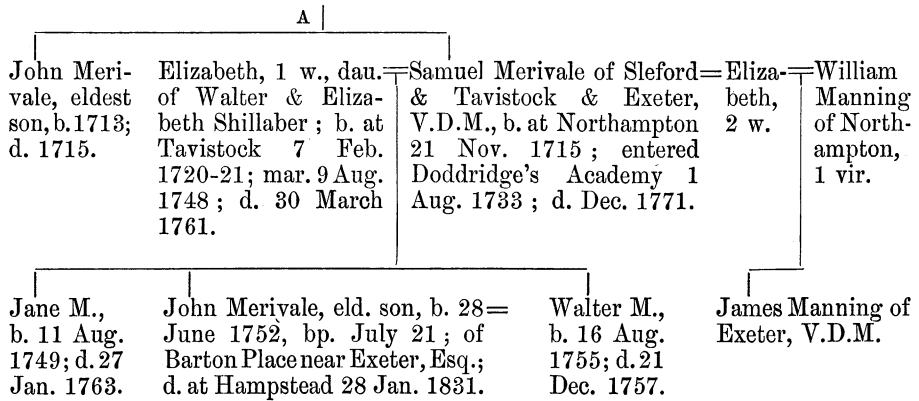 A
John Meri-
vale, eldest
son, b. 1713;
d. 1715.
Elizabeth, 1 w., dau.
of Walter & Eliza-
beth Shillaber ; b. at
Tavistock 7 Feb.
1720-21; mar. 9 Aug.
1748 ; d. 30 March
1761.
=Samuel Merivale of Sleford=
& Tavistock & Exeter,
V.D.M., b. at Northampton
21 Nov. 1715 ; entered
Doddridge's Academy 1
Aug. 1733 ; d. Dec. 1771.
Eliza-=
beth,
2 w.
William
Manning
of North-
ampton,
1 vir.
Jane M.,
b. 11 Aug.
1749; d. 27
Jan. 1763.
John Merivale, eld. son, b. 28=
June 1752, bp. July 21 ; of
Barton Place near Exeter, Esq.;
d. at Hampstead 28 Jan. 1831.
Walter M.,
b. 16 Aug.
1755; d. 21
Dec. 1757.
James Manning of
Exeter, V.D.M.